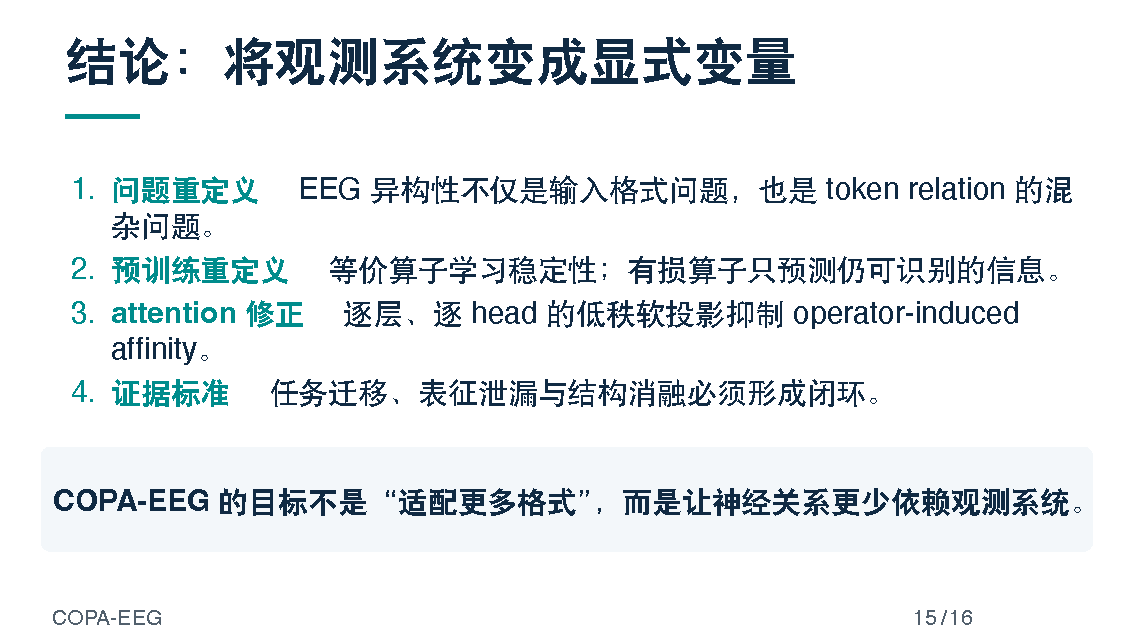 结论：将观测系统变成显式变量
1. 问题重定义 EEG 异构性不仅是输入格式问题，也是 token relation 的混
杂问题。
2. 预训练重定义 等价算子学习稳定性；有损算子只预测仍可识别的信息。
3. attention 修正 逐层、逐 head 的低秩软投影抑制 operator-induced
affinity。
4. 证据标准 任务迁移、表征泄漏与结构消融必须形成闭环。
COPA-EEG 的目标不是“适配更多格式”，而是让神经关系更少依赖观测系统。
COPA-EEG
15/16